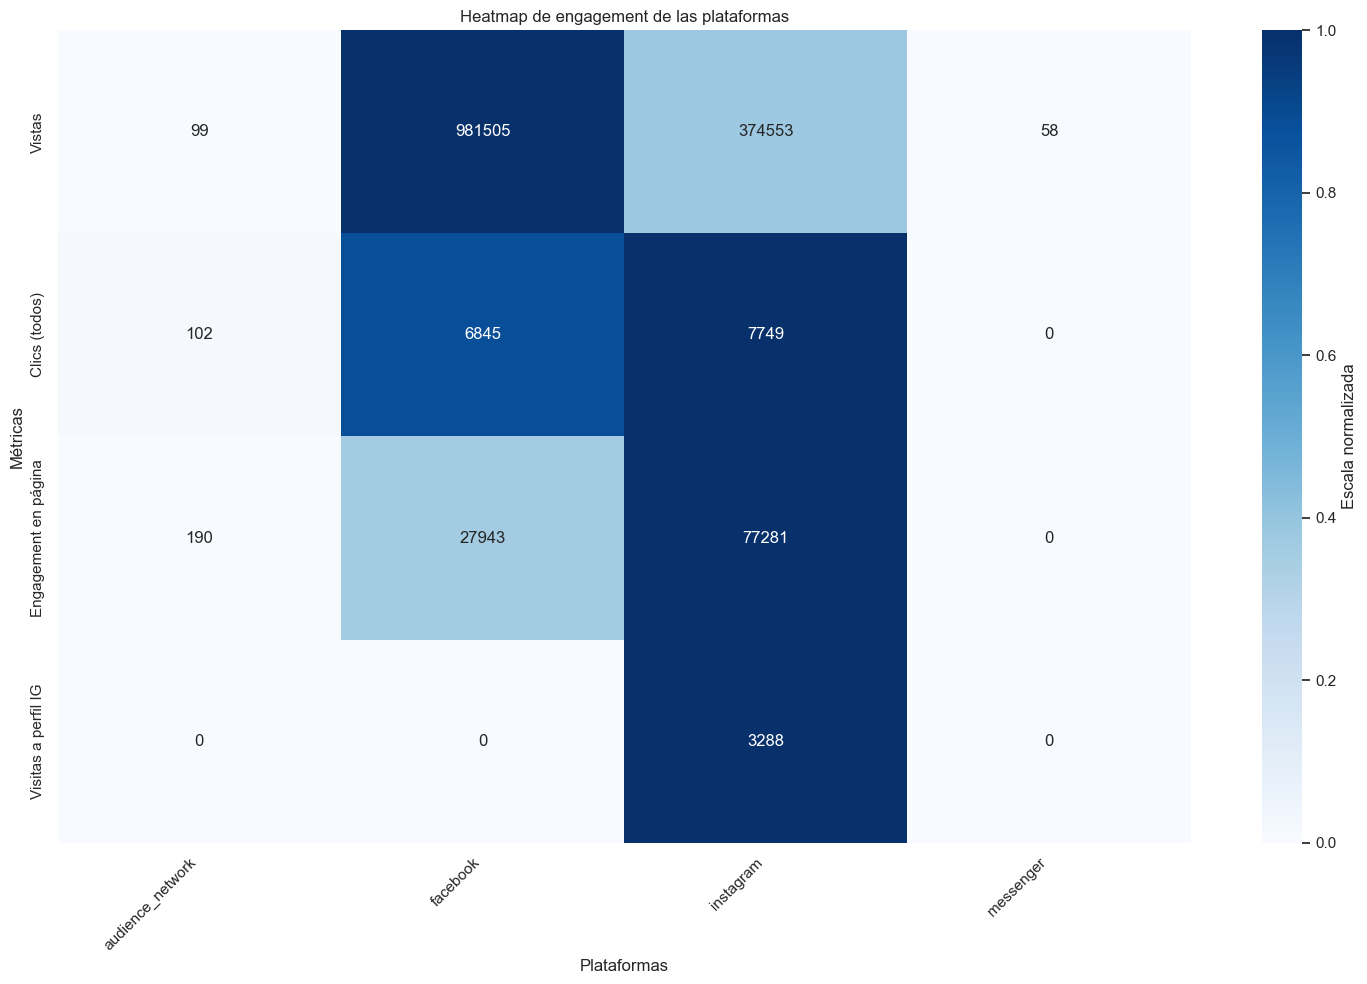 Heatmap de engagement de las plataformas
Vistas
99 981505 374553 58
Clics (todos)
102 6845 7749 0
Engagement en página
190 27943 77281 0
Visitas a perfil IG
0 0 3288 0
Métricas
audience_network
facebook
instagram
messenger
Plataformas
1.0
0.8
0.6
0.4
0.2
0.0
Escala normalizada